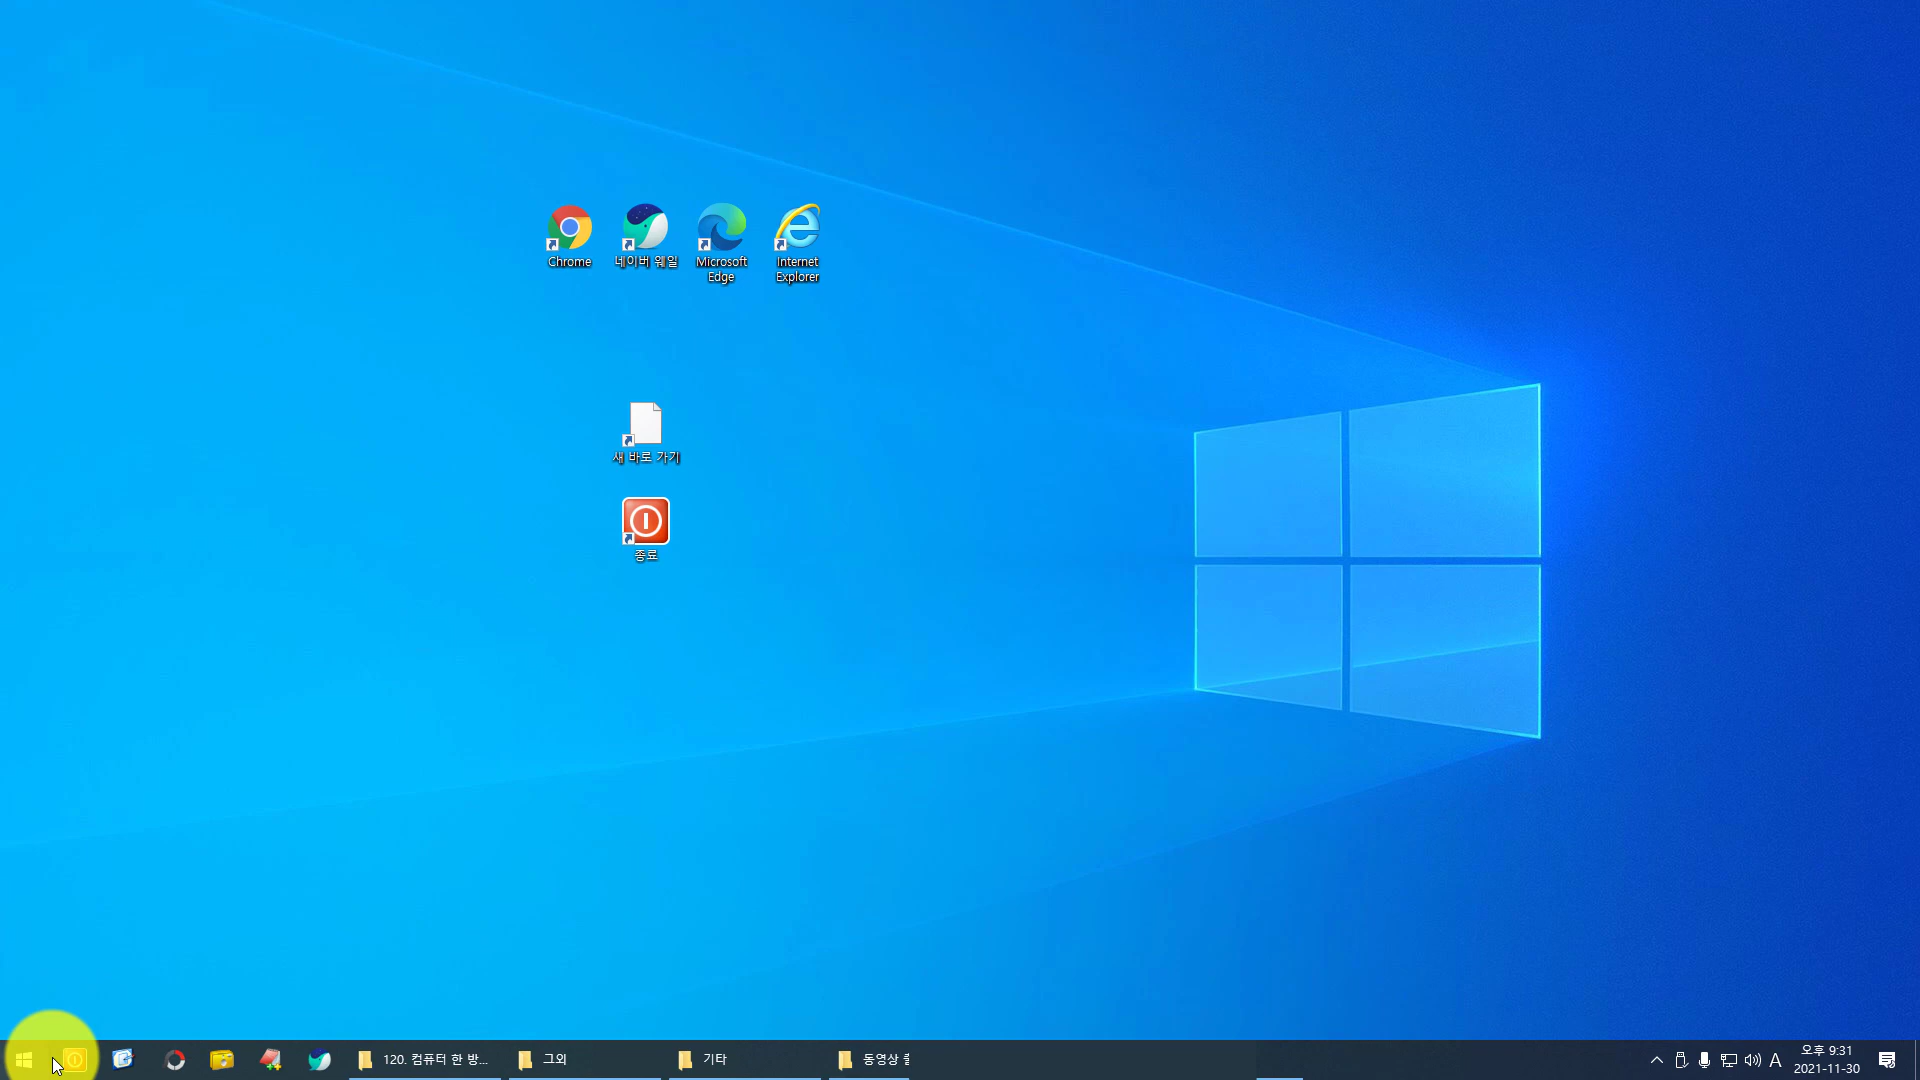 Chrome
네이버 웨일
Microsoft
Edge
Internet
Explorer
새 바로 가기
종료
120. 컴퓨터 한 방...
그외
기타
동영상
A
오후 9:31
2021-11-30